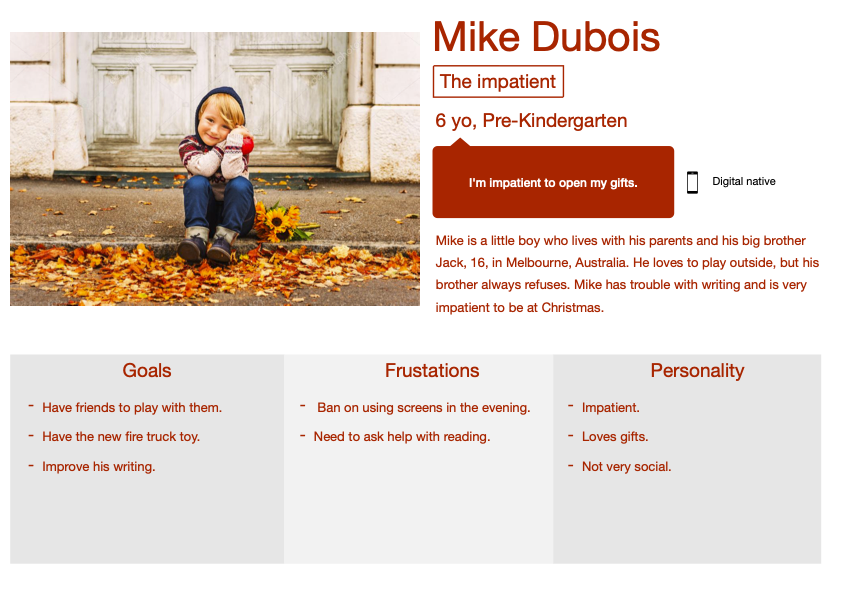 Mike Dubois
The impatient
6 yo, Pre-Kindergarten
I'm impatient to open my gifts.
Digital native
Mike is a little boy who lives with his parents and his big brother
Jack, 16, in Melbourne, Australia. He loves to play outside, but his
brother always refuses. Mike has trouble with writing and is very
impatient to be at Christmas.
Goals
- Have friends to play with them.
- Have the new fire truck toy.
- Improve his writing.
Frustations
- Ban on using screens in the evening.
- Need to ask help with reading.
Personality
- Impatient.
- Loves gifts.
- Not very social.